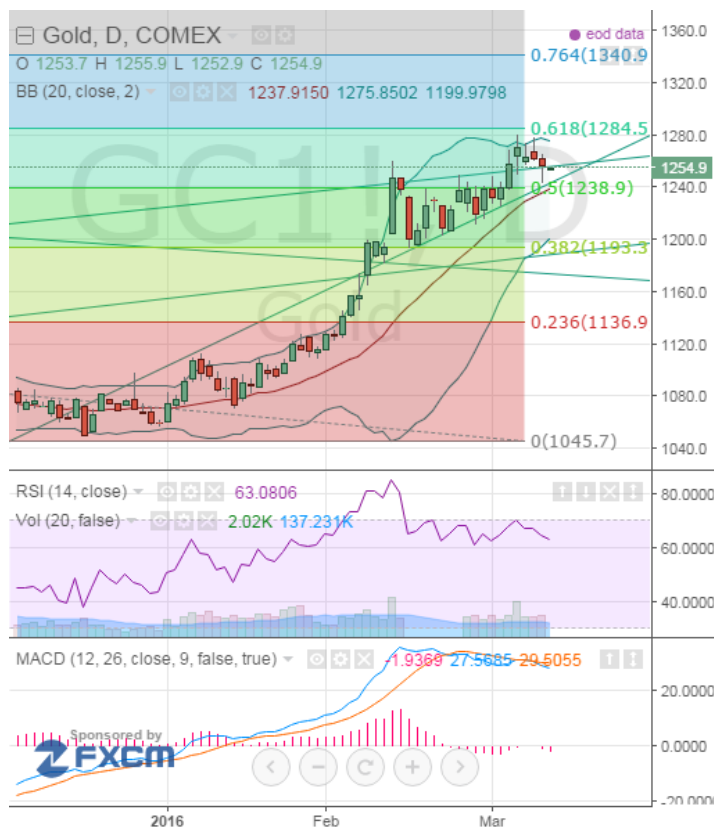 Gold, D, COMEX
eod data
O 1253.7 H 1255.9 L 1252.9 C 1254.9
BB (20, close, 2) 1237.9150 1275.8502 1199.9798
GC1!, D
Gold
0.764(1340.9
0.618(1284.5
0.5(1238.9)
0.382(1193.3
0.236(1136.9
0(1045.7)
1360.0
1320.0
1280.0
1254.9
1240.0
1200.0
1160.0
1120.0
1080.0
1040.0
RSI (14, close) 63.0806
Vol (20, false) 2.02K 137.231K
80.0000
60.0000
40.0000
MACD (12, 26, close, 9, false, true) -1.9369 27.5685 29.5055
20.0000
0.0000
-20.0000
Sponsored by
FXCM
2016 Feb Mar